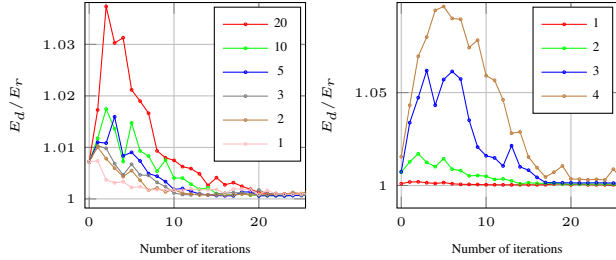 20
10
5
3
2
1
1.03
1.02
1.01
1
E_d / E_r
0 10 20
Number of iterations
1
2
3
4
1.05
1
E_d / E_r
0 10 20
Number of iterations